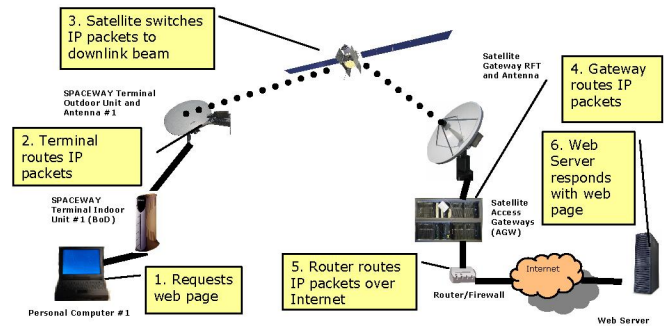 3. Satellite switches
IP packets to
downlink beam
Satellite
Gateway RFT
and Antenna
4. Gateway
routes IP
packets
SPACEWAY Terminal
Outdoor Unit and
Antenna #1
2. Terminal
routes IP
packets
6. Web
Server
responds
with web
page
SPACEWAY
Terminal Indoor
Unit #1 (BoD)
Satellite
Access
Gateways
(AGW)
1. Requests
web page
Personal Computer #1
5. Router routes
IP packets over
Internet
Router/Firewall
Internet
Web Server